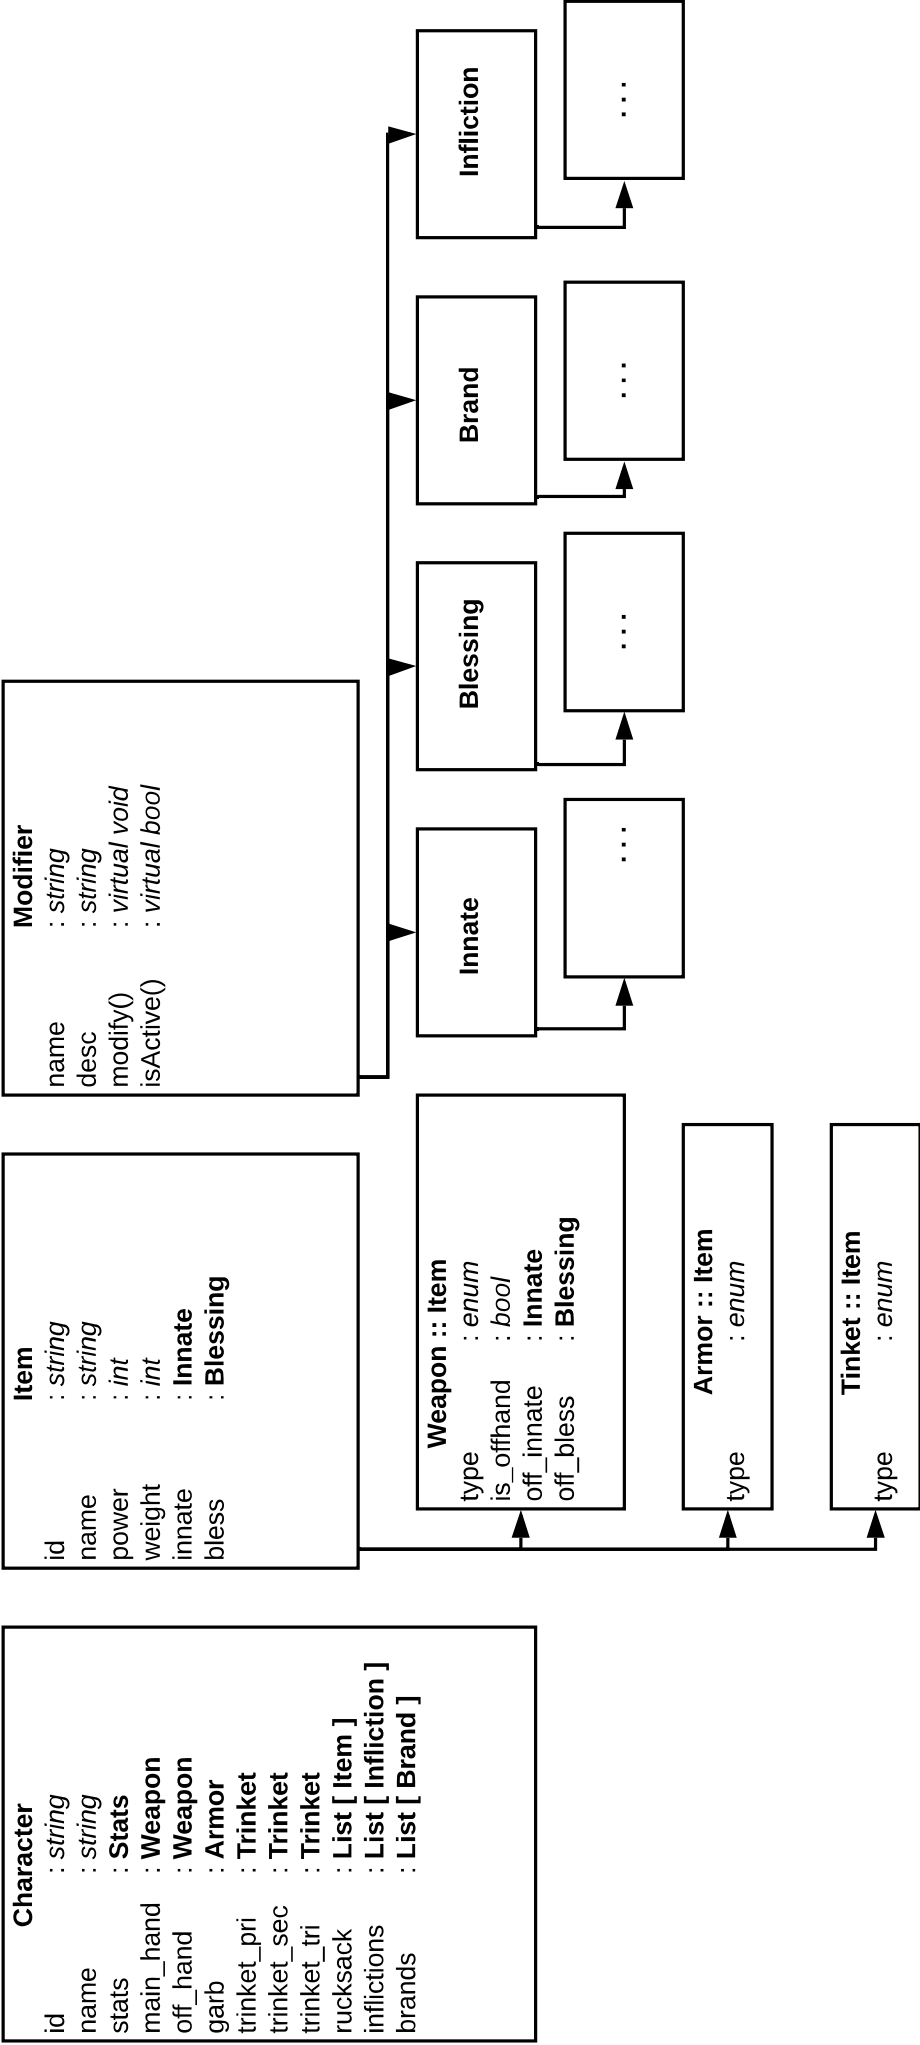 Character
id : string
name : string
stats : Stats
main_hand : Weapon
off_hand : Weapon
garb : Armor
trinket_pri : Trinket
trinket_sec : Trinket
trinket_tri : Trinket
rucksack : List [ Item ]
inflictions : List [ Infliction ]
brands : List [ Brand ]
Item
id : string
name : string
power : int
weight : int
innate : Innate
bless : Blessing
Weapon :: Item
type : enum
is_offhand : bool
off_innate : Innate
off_bless : Blessing
Armor :: Item
type : enum
Tinket :: Item
type : enum
Modifier
name : string
desc : string
modify() : virtual void
isActive() : virtual bool
Innate
...
Blessing
...
Brand
...
Infliction
...